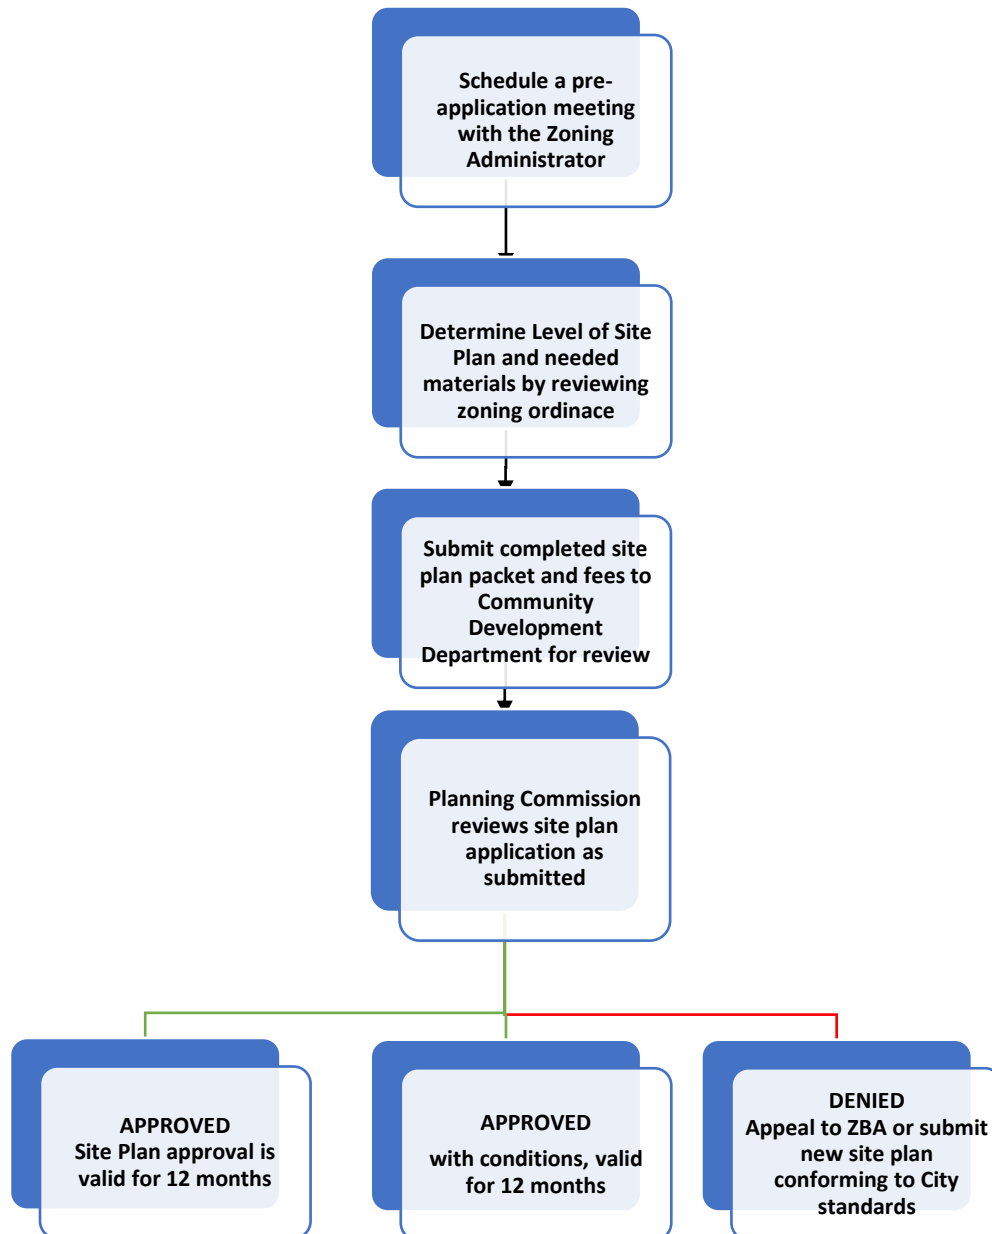 Schedule a pre-
application meeting
with the Zoning
Administrator
Determine Level of Site
Plan and needed
materials by reviewing
zoning ordinace
Submit completed site
plan packet and fees to
Community
Development
Department for review
Planning Commission
reviews site plan
application as
submitted
APPROVED
Site Plan approval is
valid for 12 months
APPROVED
with conditions, valid
for 12 months
DENIED
Appeal to ZBA or submit
new site plan
conforming to City
standards